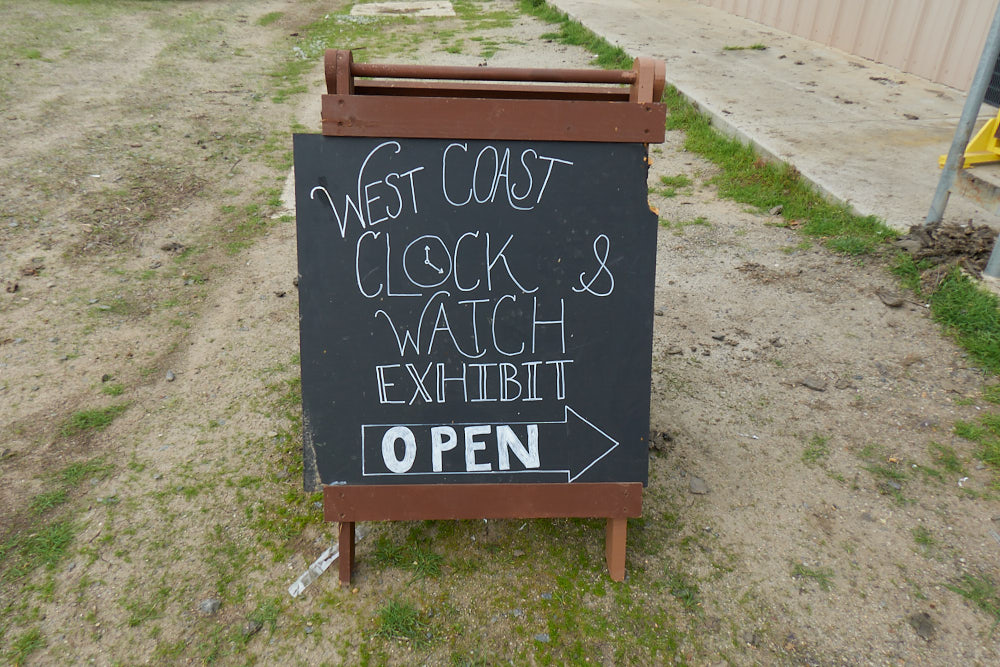 WEST COAST
CLOCK &
WATCH
EXHIBIT
OPEN